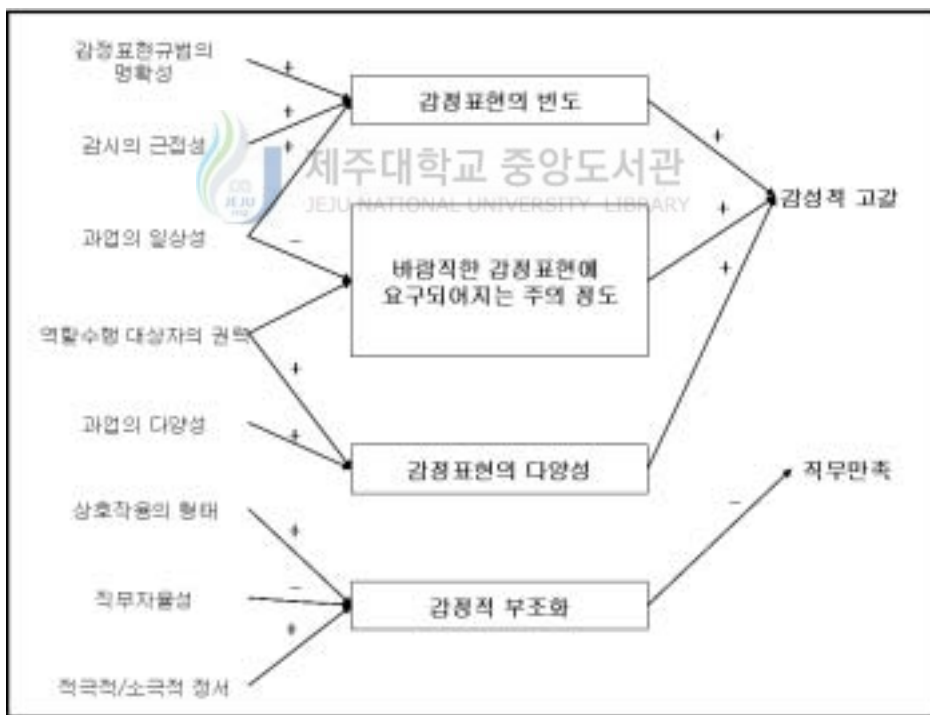 감정표현규범의
명확성
감시의 근접성
과업의 일상성
역할수행 대상자의 권력
과업의 다양성
상호작용의 형태
직무자율성
적극적/소극적 정서
+
+
+
−
+
+
+
−
+
감정표현의 빈도
바람직한 감정표현에
요구되어지는 주의 정도
감정표현의 다양성
감정적 부조화
+
+
+
−
감성적 고갈
직무만족
제주대학교 중앙도서관
JEJU NATIONAL UNIVERSITY LIBRARY
JEJU
1952